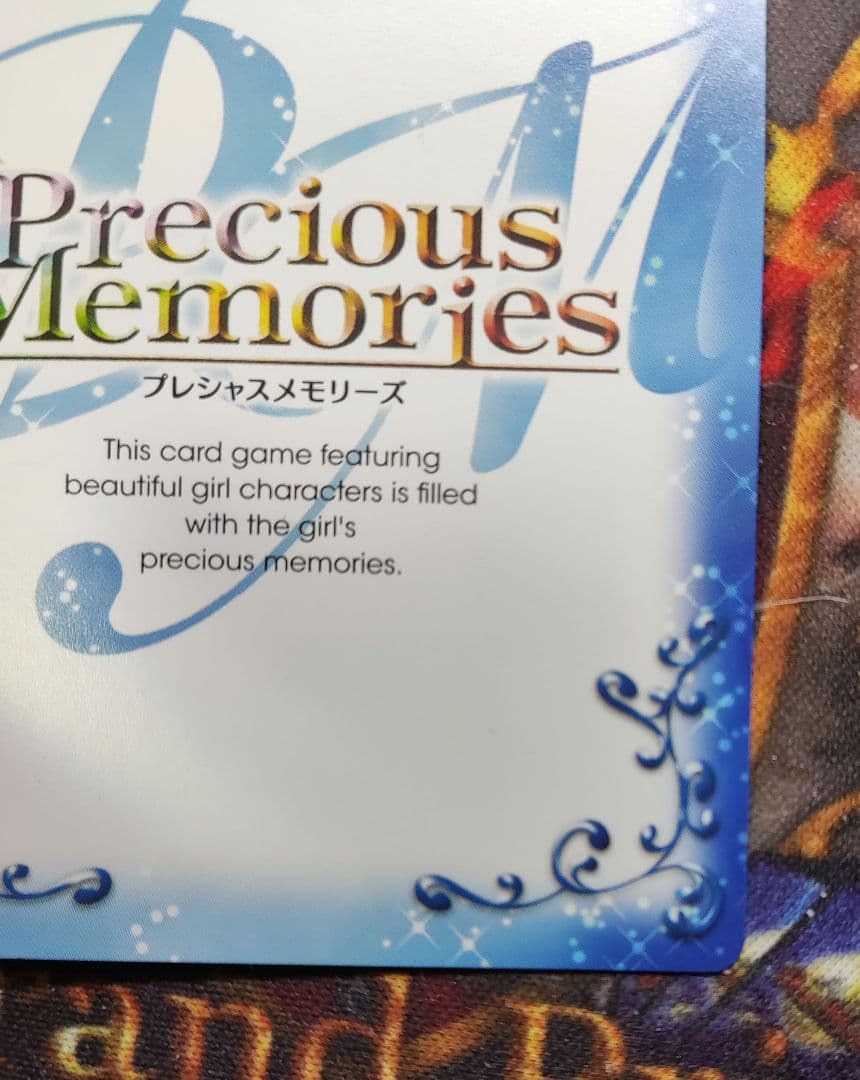 Precious
Memories
プレシャスメモリーズ
This card game featuring
beautiful girl characters is filled
with the girl's
precious memories.
and